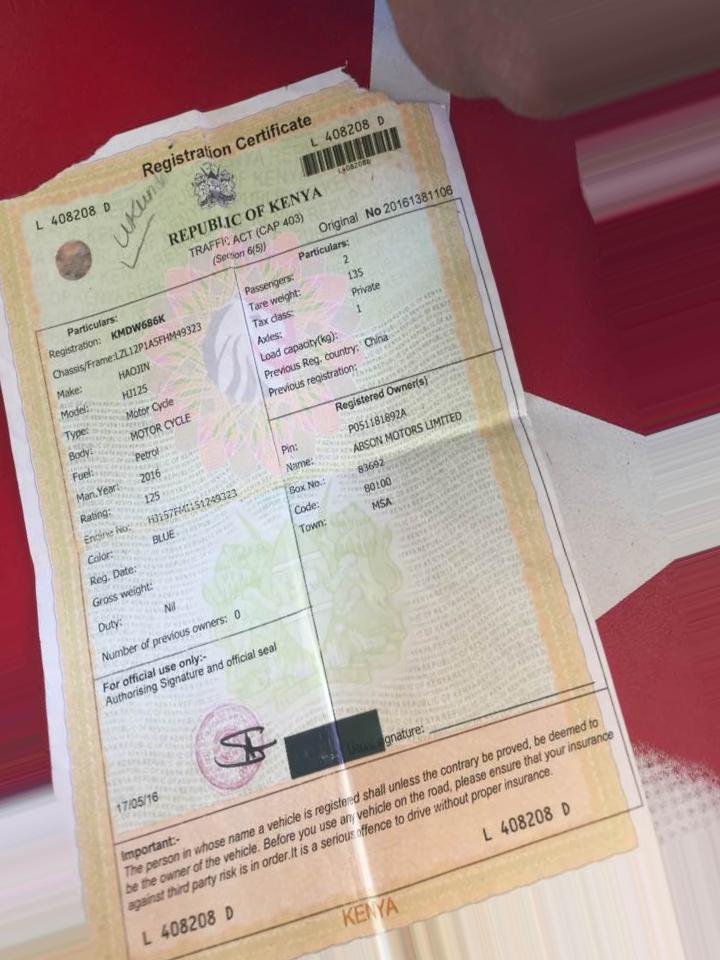 Registration Certificate
L 408208 D
L 408208 D
REPUBLIC OF KENYA
TRAFFIC ACT (CAP 403)
(Section 6(5))
Original No 20161381106
Particulars:
Registration: KMDW686K
Chassis/Frame:LZL12P1A5FHM49323
Make: HAOJIN
Model: HJ125
Type: Motor Cycle
Body: MOTOR CYCLE
Fuel: Petrol
Man.Year: 2016
Rating: 125
Engine No:
Color: BLUE
Reg. Date:
Gross weight:
Duty: Nil
Number of previous owners: 0
Particulars:
Passengers: 2
Tare weight: 135
Tax class: Private
Axles: 1
Load capacity(kg):
Previous Reg. country: China
Previous registration:
Registered Owner(s)
Pin: P051181892A
Name: ABSON MOTORS LIMITED
Box No.: 83692
Code: 80100
Town: MSA
For official use only:-
Authorising Signature and official seal
17/05/16
signature:
Important:-
The person in whose name a vehicle is registered shall unless the contrary be proved, be deemed to
be the owner of the vehicle. Before you use any vehicle on the road, please ensure that your insurance
against third party risk is in order.It is a serious offence to drive without proper insurance.
L 408208 D
L 408208 D
KENYA